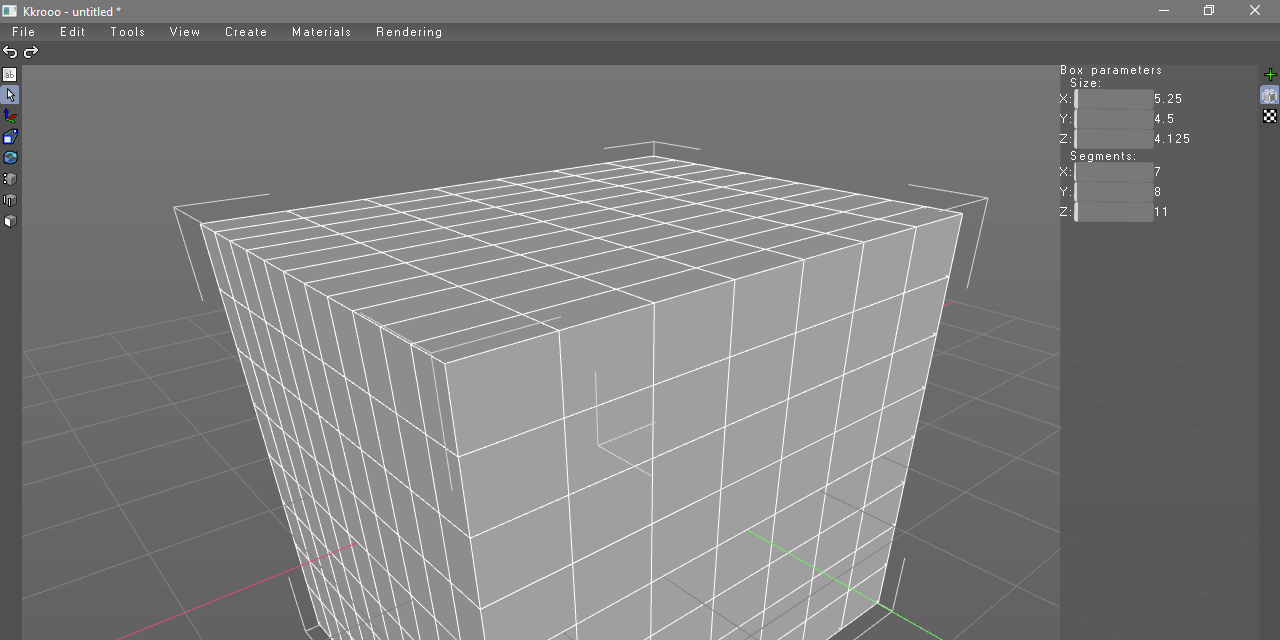 Kkrooo - untitled *
File Edit Tools View Create Materials Rendering
ab
Box parameters
Size:
X: 5.25
Y: 4.5
Z: 4.125
Segments:
X: 7
Y: 8
Z: 11